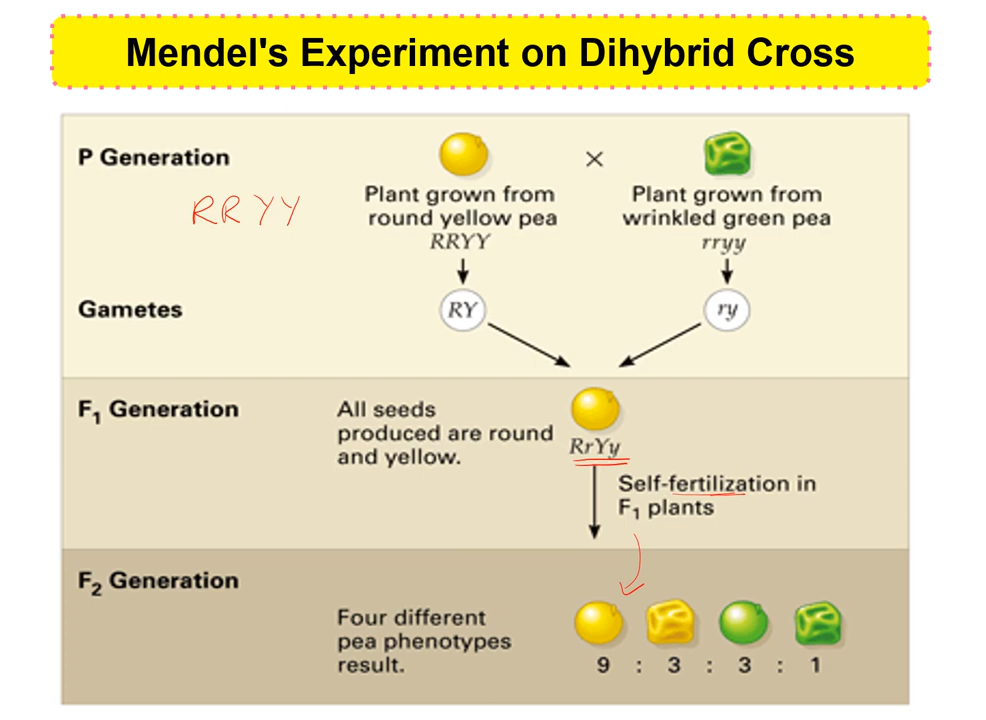 Mendel's Experiment on Dihybrid Cross
P Generation
×
RRYY
Plant grown from
round yellow pea
RRYY
Plant grown from
wrinkled green pea
rryy
Gametes
RY
ry
F₁ Generation
All seeds
produced are round
and yellow.
RrYy
Self-fertilization in
F₁ plants
F₂ Generation
Four different
pea phenotypes
result.
9 : 3 : 3 : 1